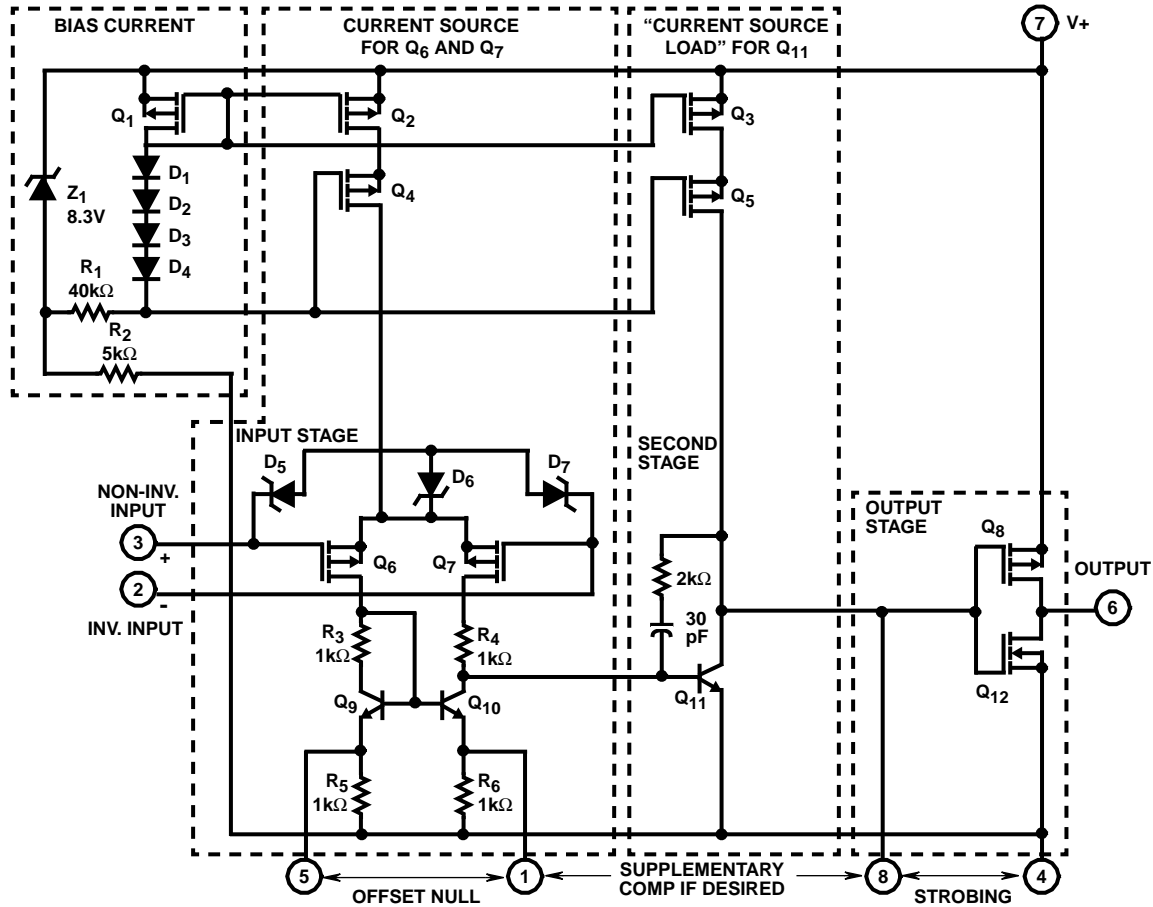 BIAS CURRENT
CURRENT SOURCE
FOR Q6 AND Q7
“CURRENT SOURCE
LOAD” FOR Q11
7
V+
Q1
Q2
Q3
D1
Z1
8.3V
D2
Q4
Q5
D3
D4
R1
40kΩ
R2
5kΩ
INPUT STAGE
D5
D6
D7
SECOND
STAGE
NON-INV.
INPUT
3
+
2
-
INV. INPUT
Q6
Q7
2kΩ
30
pF
OUTPUT
STAGE
Q8
OUTPUT
6
R3
1kΩ
R4
1kΩ
Q9
Q10
Q11
Q12
R5
1kΩ
R6
1kΩ
5
OFFSET NULL
1
SUPPLEMENTARY
COMP IF DESIRED
8
STROBING
4